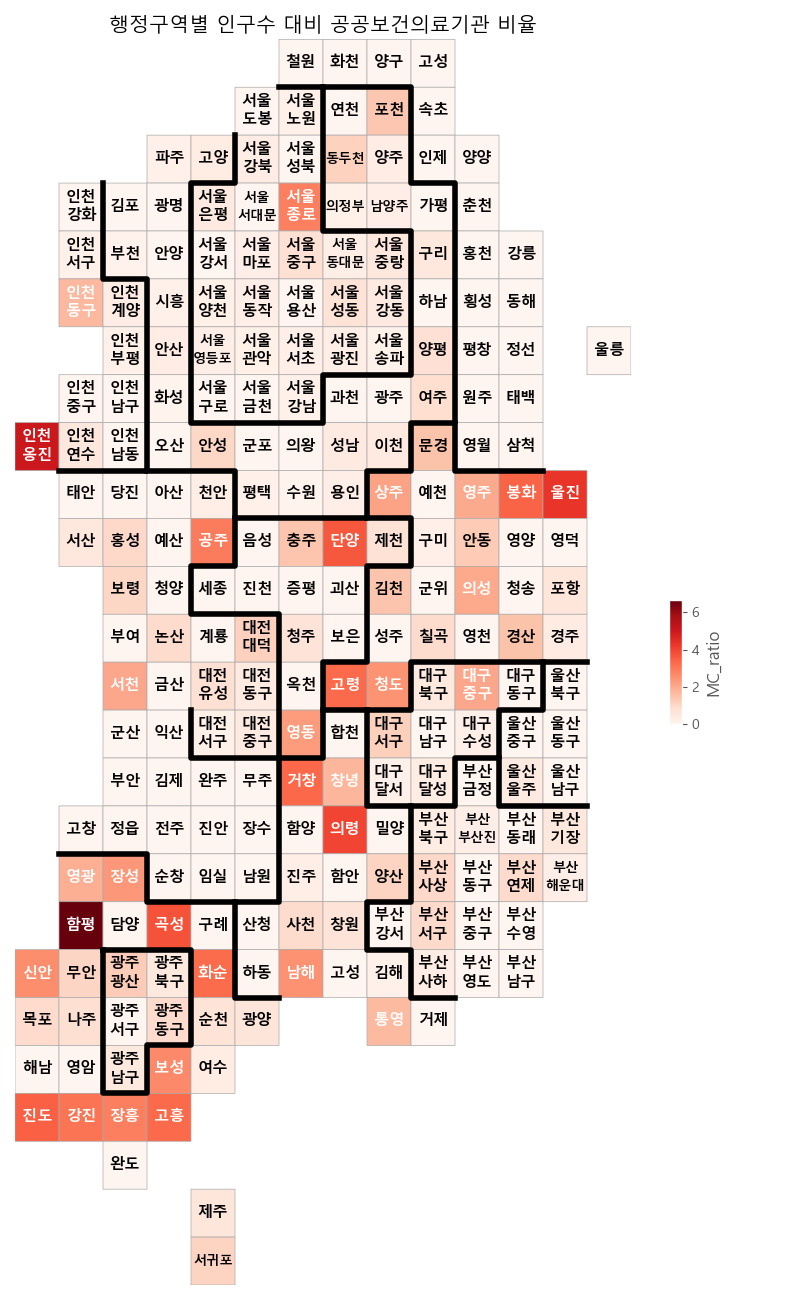 행정구역별 인구수 대비 공공보건의료기관 비율
철원 화천 양구 고성
서울 서울
도봉 노원 연천 포천 속초
파주 고양 서울 서울 동두천 양주 인제 양양
강북 성북
인천 김포 광명 서울 서울 서울 의정부 남양주 가평 춘천
강화 은평 서대문 종로
인천 부천 안양 서울 서울 서울 서울 서울 구리 홍천 강릉
서구 강서 마포 중구 동대문 중랑
인천 인천 시흥 서울 서울 서울 서울 서울 하남 횡성 동해
동구 계양 양천 동작 용산 성동 강동
인천 안산 서울 서울 서울 서울 서울 양평 평창 정선 울릉
부평 영등포 관악 서초 광진 송파
인천 인천 화성 서울 서울 서울 과천 광주 여주 원주 태백
중구 남구 구로 금천 강남
인천 인천 인천 오산 안성 군포 의왕 성남 이천 문경 영월 삼척
옹진 연수 남동
태안 당진 아산 천안 평택 수원 용인 상주 예천 영주 봉화 울진
서산 홍성 예산 공주 음성 충주 단양 제천 구미 안동 영양 영덕
보령 청양 세종 진천 증평 괴산 김천 군위 의성 청송 포항
부여 논산 계룡 대전 청주 보은 성주 칠곡 영천 경산 경주
대덕
서천 금산 대전 대전 옥천 고령 청도 대구 대구 대구 울산
유성 동구 북구 중구 동구 북구
군산 익산 대전 대전 영동 합천 대구 대구 대구 울산 울산
서구 중구 서구 남구 수성 중구 동구
부안 김제 완주 무주 거창 창녕 대구 대구 부산 울산 울산
달서 달성 금정 울주 남구
고창 정읍 전주 진안 장수 함양 의령 밀양 부산 부산 부산 부산
북구 부산진 동래 기장
영광 장성 순창 임실 남원 진주 함안 양산 부산 부산 부산 부산
사상 동구 연제 해운대
함평 담양 곡성 구례 산청 사천 창원 부산 부산 부산 부산
강서 서구 중구 수영
신안 무안 광주 광주 화순 하동 남해 고성 김해 부산 부산 부산
광산 북구 사하 영도 남구
목포 나주 광주 광주 순천 광양 통영 거제
서구 동구
해남 영암 광주 보성 여수
남구
진도 강진 장흥 고흥
완도
제주
서귀포
6
4
2
0
MC_ratio